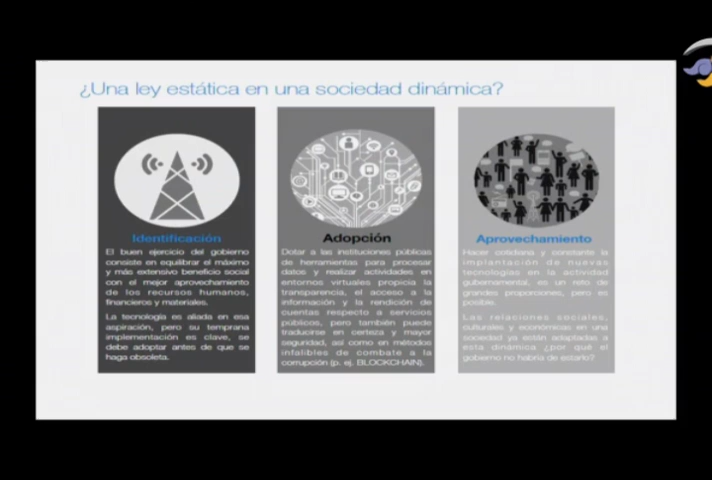 ¿Una ley estática en una sociedad dinámica?
Identificación
El buen ejercicio del gobierno
consiste en equilibrar el máximo
y más extensivo beneficio social
con el mejor aprovechamiento
de los recursos humanos,
financieros y materiales.
La tecnología es aliada en esa
aspiración, pero su temprana
implementación es clave, se
debe adoptar antes de que se
haga obsoleta.
Adopción
Dotar a las instituciones públicas
de herramientas para procesar
datos y realizar actividades en
entornos virtuales propicia la
transparencia, el acceso a la
información y la rendición de
cuentas respecto a servicios
públicos, pero también puede
traducirse en certeza y mayor
seguridad, así como en métodos
infalibles de combate a la
corrupción (p. ej. BLOCKCHAIN).
Aprovechamiento
Hacer cotidiana y constante la
implantación de nuevas
tecnologías en la actividad
gubernamental, es un reto de
grandes proporciones, pero es
posible.
Las relaciones sociales,
culturales y económicas en una
sociedad ya están adaptadas a
esta dinámica ¿por qué el
gobierno no habría de estarlo?